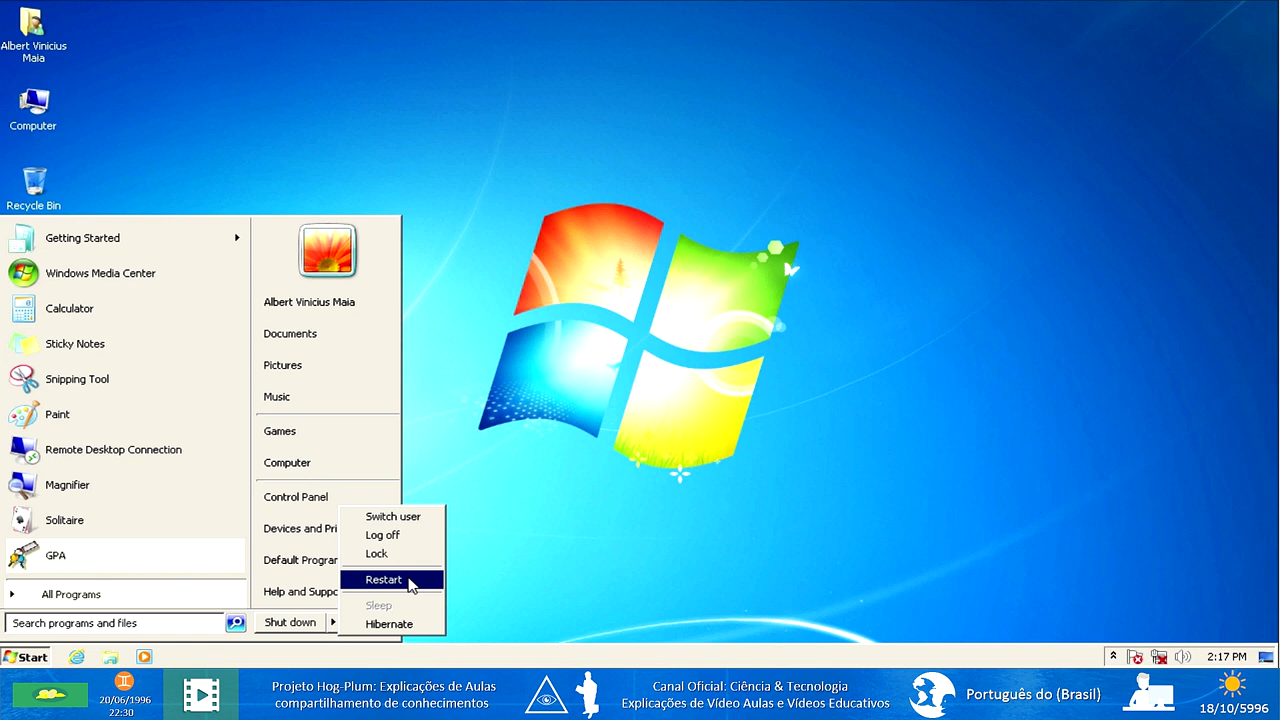 Albert Vinicius
Maia
Computer
Recycle Bin
Getting Started
Windows Media Center
Calculator
Sticky Notes
Snipping Tool
Paint
Remote Desktop Connection
Magnifier
Solitaire
GPA
All Programs
Search programs and files
Albert Vinicius Maia
Documents
Pictures
Music
Games
Computer
Control Panel
Devices and Pri
Default Progran
Help and Suppo
Shut down
Switch user
Log off
Lock
Restart
Sleep
Hibernate
Start
2:17 PM
20/06/1996
22:30
Projeto Hog-Plum: Explicações de Aulas
compartilhamento de conhecimentos
Canal Oficial: Ciência & Tecnologia
Explicações de Vídeo Aulas e Vídeos Educativos
Português do (Brasil)
18/10/5996